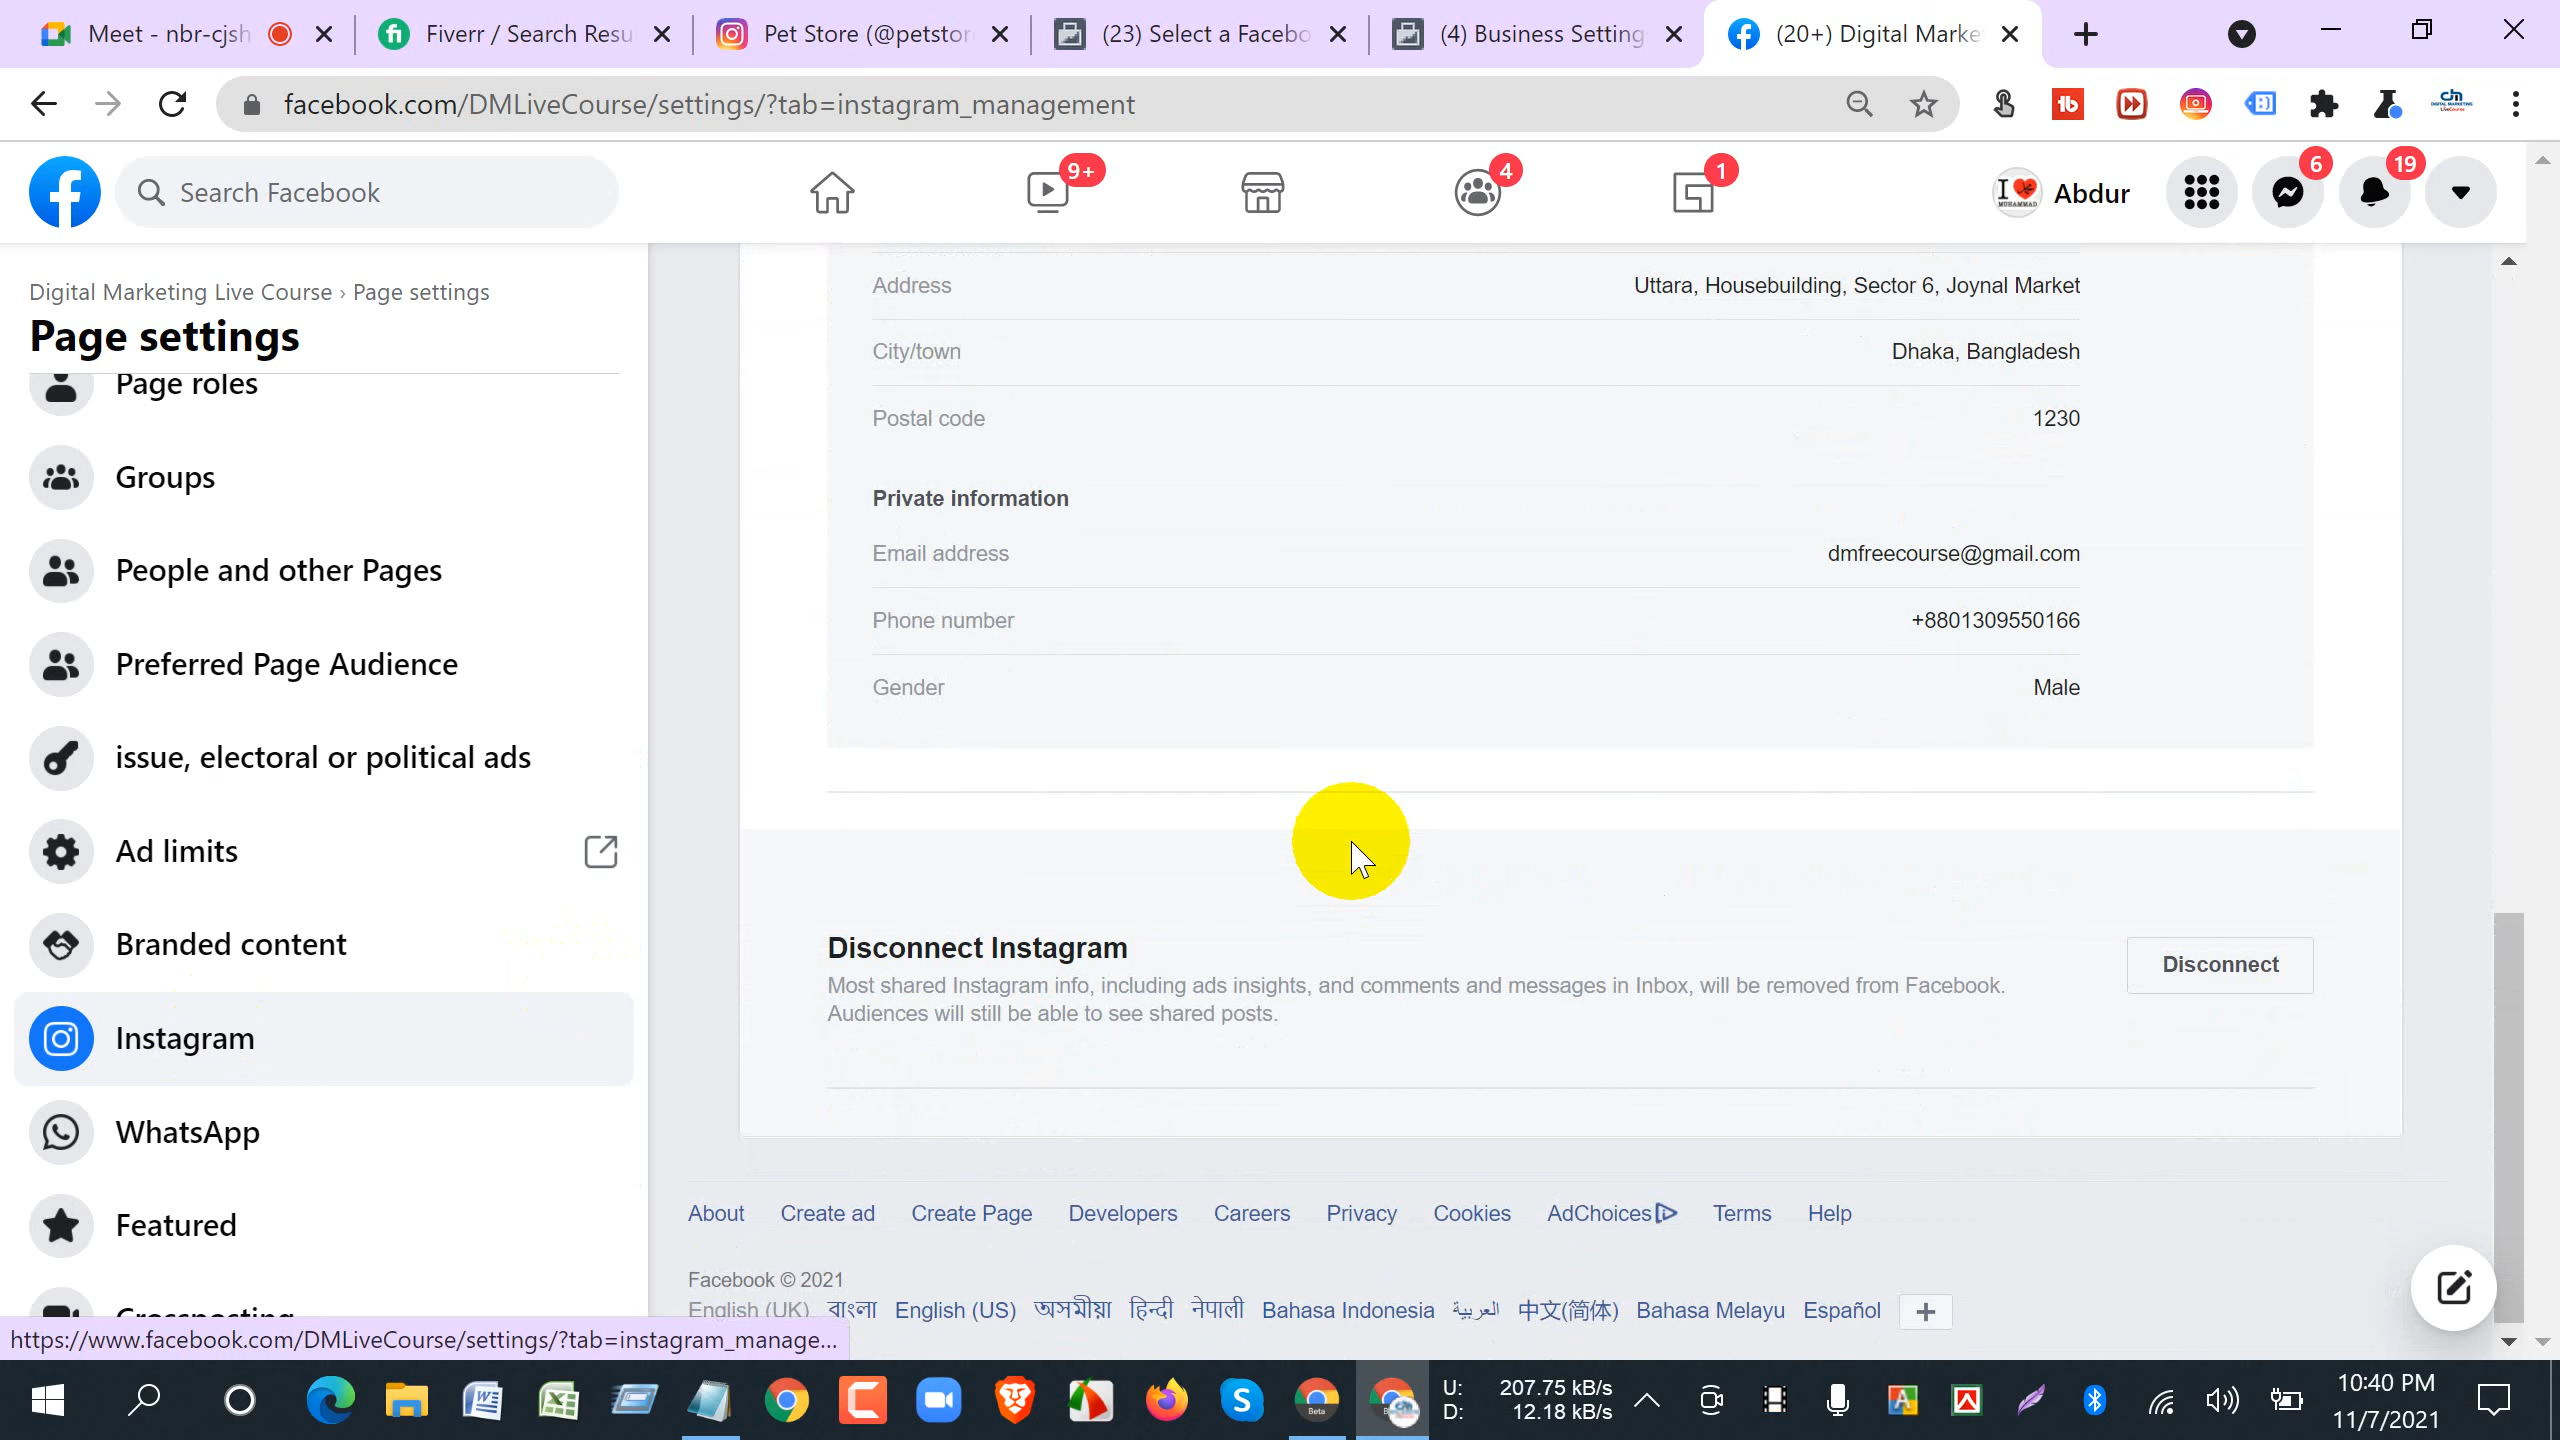 Meet - nbr-cjsh
Fiverr / Search Resu
Pet Store (@petstor
(23) Select a Facebo
(4) Business Setting
(20+) Digital Marke
facebook.com/DMLiveCourse/settings/?tab=instagram_management
Search Facebook
9+
4
1
Abdur
6
19
Digital Marketing Live Course › Page settings
Page settings
Page roles
Groups
People and other Pages
Preferred Page Audience
issue, electoral or political ads
Ad limits
Branded content
Instagram
WhatsApp
Featured
Crossposting
https://www.facebook.com/DMLiveCourse/settings/?tab=instagram_manage...
Address
Uttara, Housebuilding, Sector 6, Joynal Market
City/town
Dhaka, Bangladesh
Postal code
1230
Private information
Email address
dmfreecourse@gmail.com
Phone number
+8801309550166
Gender
Male
Disconnect Instagram
Most shared Instagram info, including ads insights, and comments and messages in Inbox, will be removed from Facebook.
Audiences will still be able to see shared posts.
Disconnect
About Create ad Create Page Developers Careers Privacy Cookies AdChoices Terms Help
Facebook © 2021
English (UK) বাংলা English (US) অসমীয়া हिन्दी नेपाली Bahasa Indonesia العربية 中文(简体) Bahasa Melayu Español
U: 207.75 kB/s
D: 12.18 kB/s
10:40 PM
11/7/2021